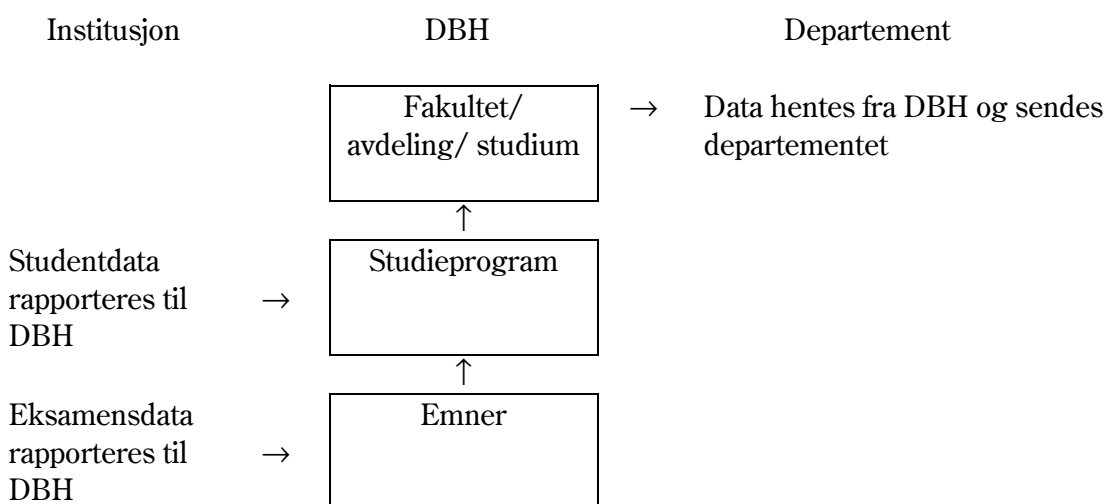 Institusjon DBH Departement
Fakultet/ → Data hentes fra DBH og sendes
avdeling/ studium departementet
↑
Studentdata Studieprogram
rapporteres til →
DBH
↑
Eksamensdata Emner
rapporteres til →
DBH